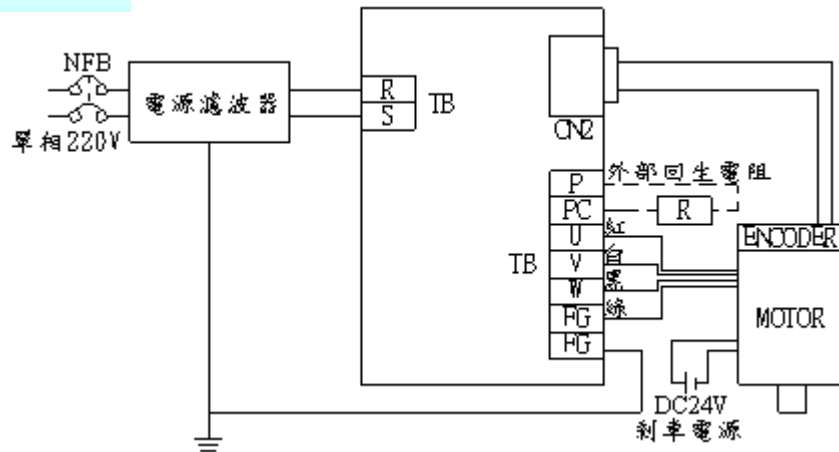 NFB
電源濾波器
單相220V
R
S
TB
CN2
外部回生電阻
P
PC
R
U
紅
V
白
W
黑
FG
綠
FG
TB
ENCODER
MOTOR
DC24V
剎車電源